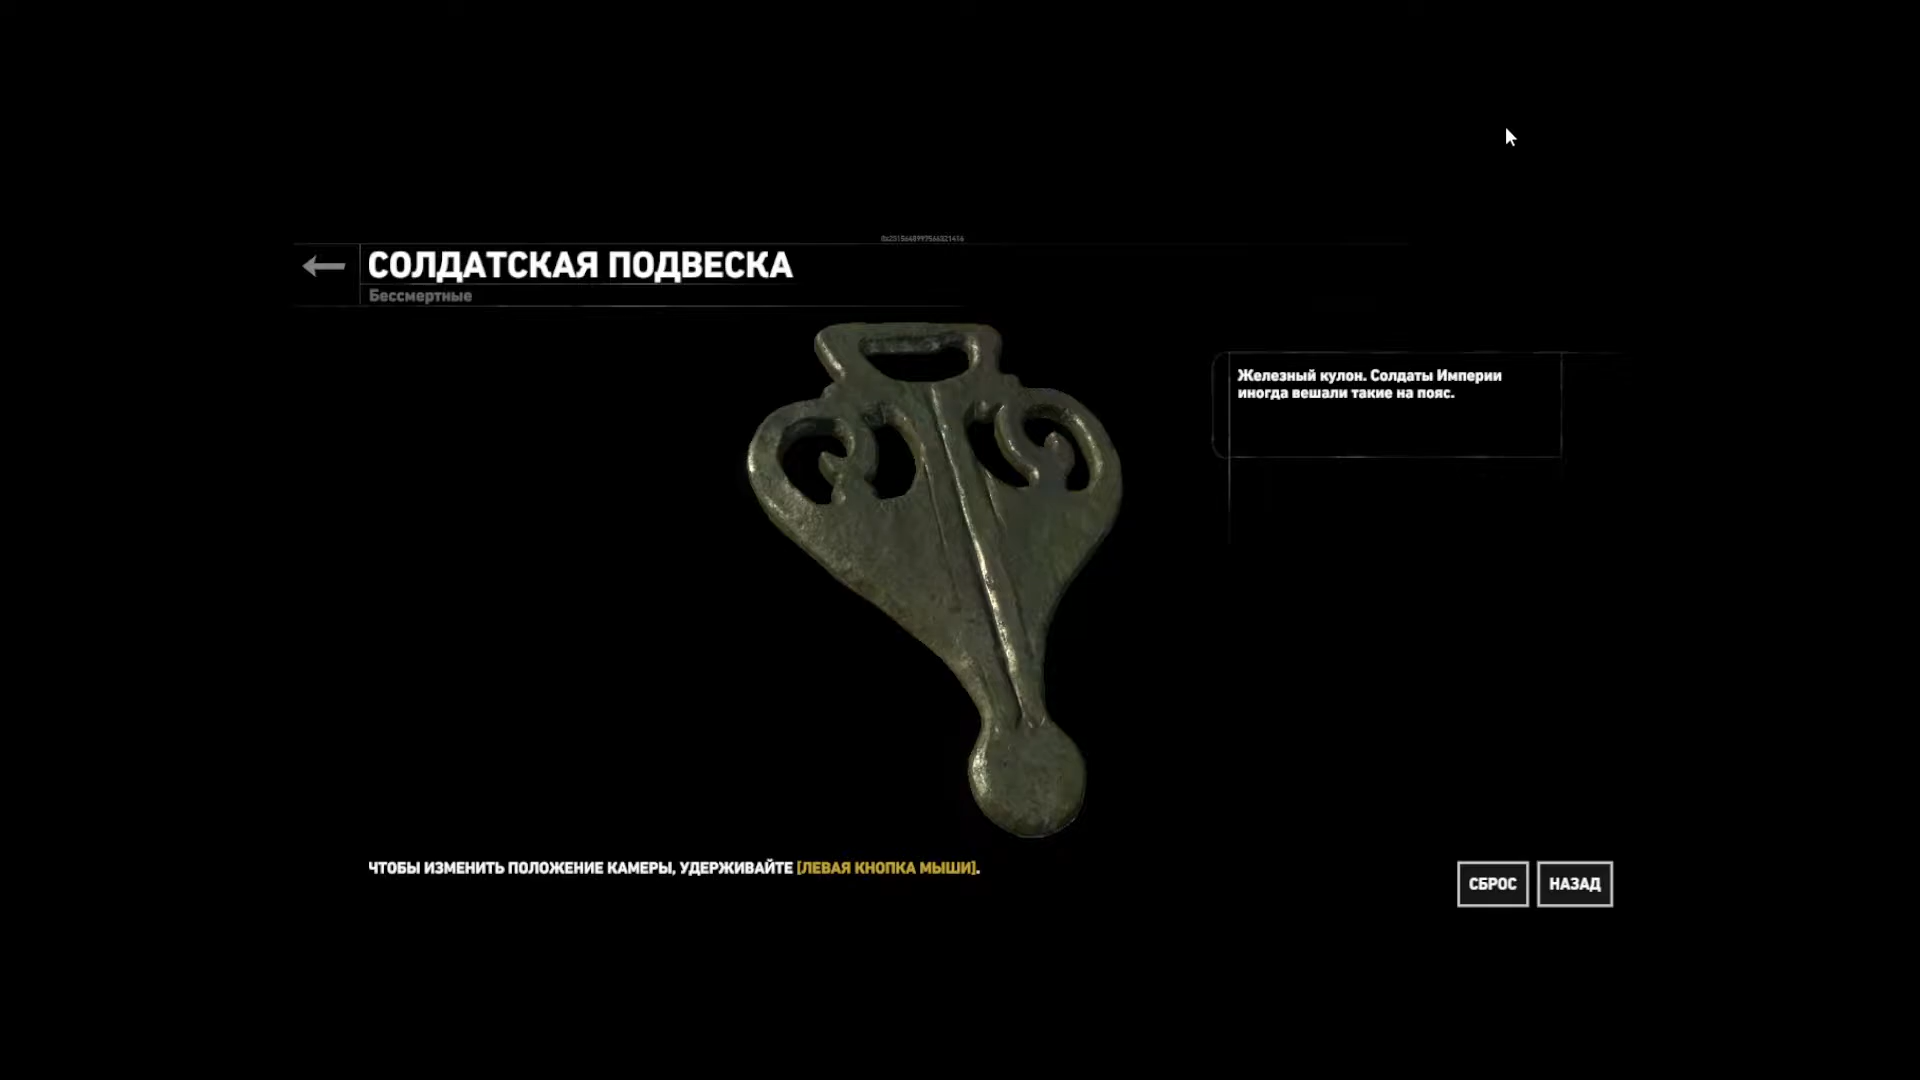 СОЛДАТСКАЯ ПОДВЕСКА
Бессмертные
Железный кулон. Солдаты Империи
иногда вешали такие на пояс.
ЧТОБЫ ИЗМЕНИТЬ ПОЛОЖЕНИЕ КАМЕРЫ, УДЕРЖИВАЙТЕ [ЛЕВАЯ КНОПКА МЫШИ].
СБРОС НАЗАД